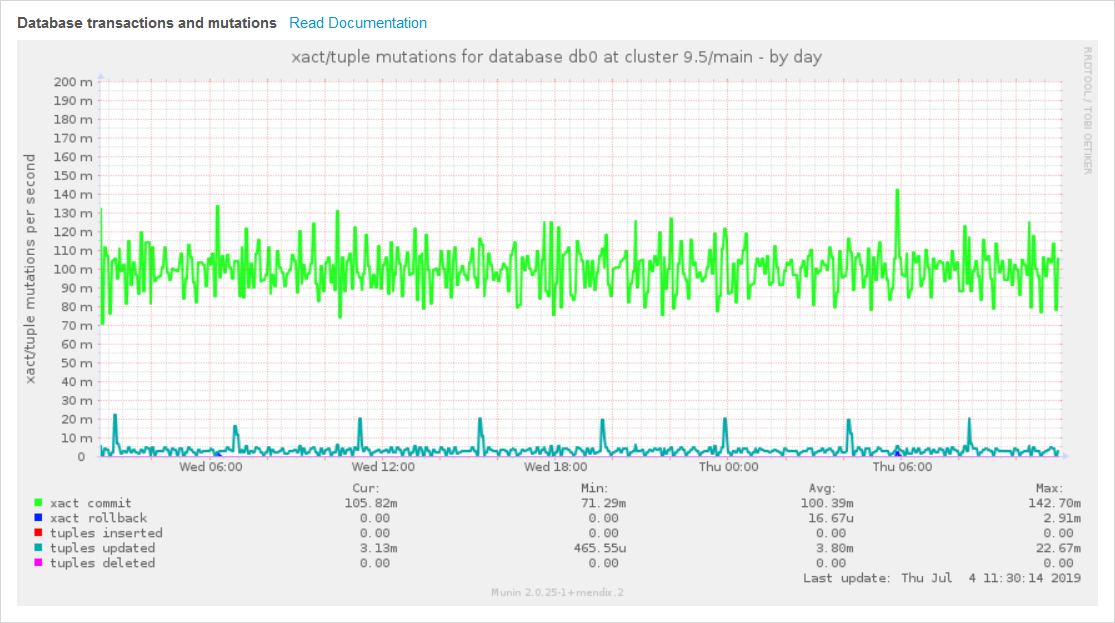 Database transactions and mutations Read Documentation
xact/tuple mutations for database db0 at cluster 9.5/main - by day
RRDTOOL / TOBI OETIKER
xact/tuple mutations per second
200 m
190 m
180 m
170 m
160 m
150 m
140 m
130 m
120 m
110 m
100 m
90 m
80 m
70 m
60 m
50 m
40 m
30 m
20 m
10 m
0
Wed 06:00 Wed 12:00 Wed 18:00 Thu 00:00 Thu 06:00
Cur: Min: Avg: Max:
xact commit 105.82m 71.29m 100.39m 142.70m
xact rollback 0.00 0.00 16.67u 2.91m
tuples inserted 0.00 0.00 0.00 0.00
tuples updated 3.13m 465.55u 3.80m 22.67m
tuples deleted 0.00 0.00 0.00 0.00
Last update: Thu Jul 4 11:30:14 2019
Munin 2.0.25-1+mendix.2